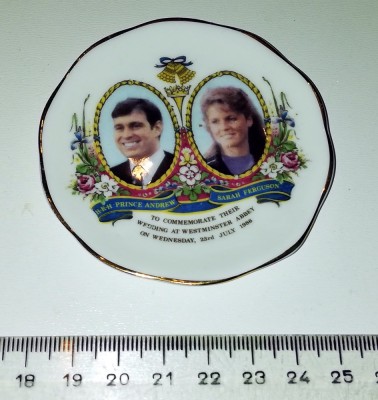 H.R.H PRINCE ANDREW SARAH FERGUSON
TO COMMEMORATE THEIR
WEDDING AT WESTMINSTER ABBEY
ON WEDNESDAY, 23rd JULY 1986
18 19 20 21 22 23 24 25 2